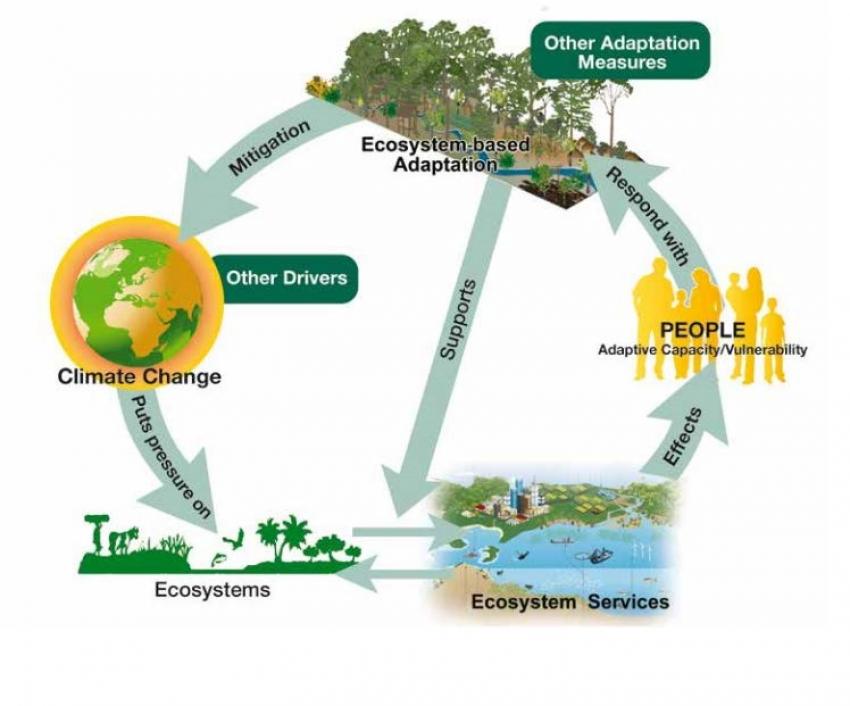 Other Adaptation
Measures
Mitigation
Ecosystem-based
Adaptation
Respond with
Other Drivers
Supports
PEOPLE
Adaptive Capacity/Vulnerability
Climate Change
Puts pressure on
Effects
Ecosystems
Ecosystem Services